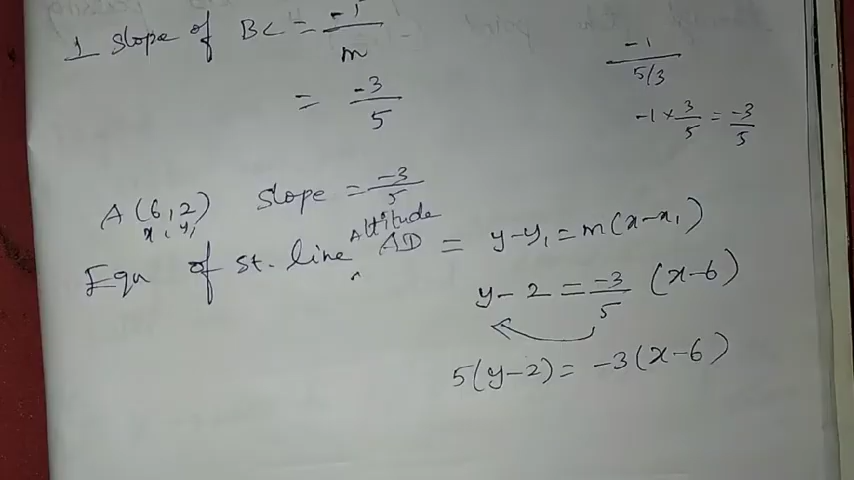 ⊥ slope of BC = -1/m
= -3/5
-1/(5/3)
-1 × 3/5 = -3/5
A (6,2) slope = -3/5
x1 y1
Altitude
Equ of st. line ‸ AD = y-y1 = m(x-x1)
y-2 = -3/5 (x-6)
5(y-2) = -3(x-6)